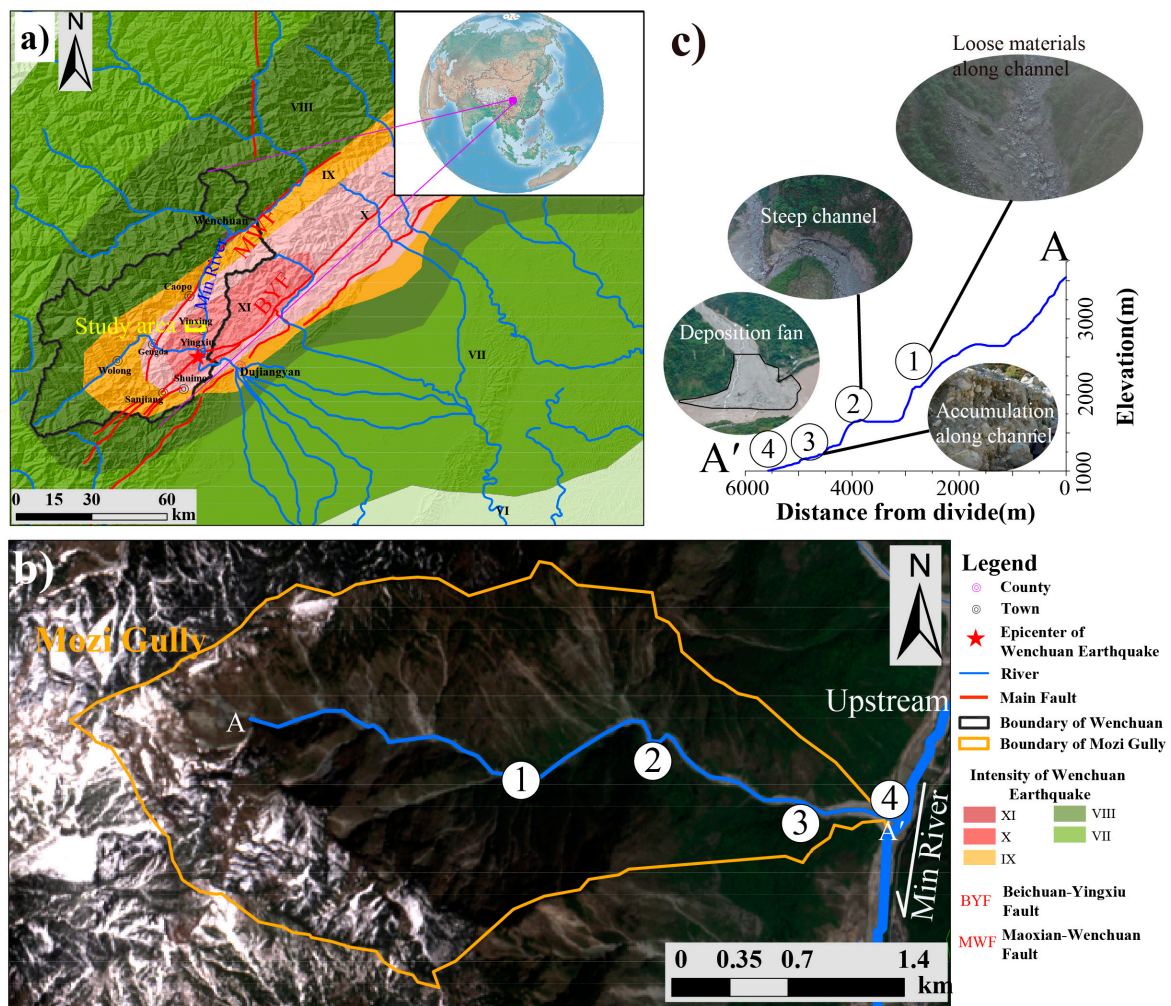 a)
N
VIII
IX
X
Wenchuan
MWF
Min River
BYF
Caopo
XI
Study area
Yinxing
Yingxiu
Gengda
Wolong
Shuimo
Sanjiang
Dujiangyan
VII
VI
0 15 30 60
km
c)
Loose materials
along channel
Steep channel
A
Deposition fan
1
2
Accumulation
along channel
3
4
A'
3000
2000
1000
Elevation(m)
6000 4000 2000 0
Distance from divide(m)
b)
N
Mozi Gully
Upstream
A
1
2
3
4
A'
Min River
0 0.35 0.7 1.4
km
Legend
County
Town
Epicenter of
Wenchuan Earthquake
River
Main Fault
Boundary of Wenchuan
Boundary of Mozi Gully
Intensity of Wenchuan
Earthquake
XI VIII
X VII
IX
BYF Beichuan-Yingxiu
Fault
MWF Maoxian-Wenchuan
Fault